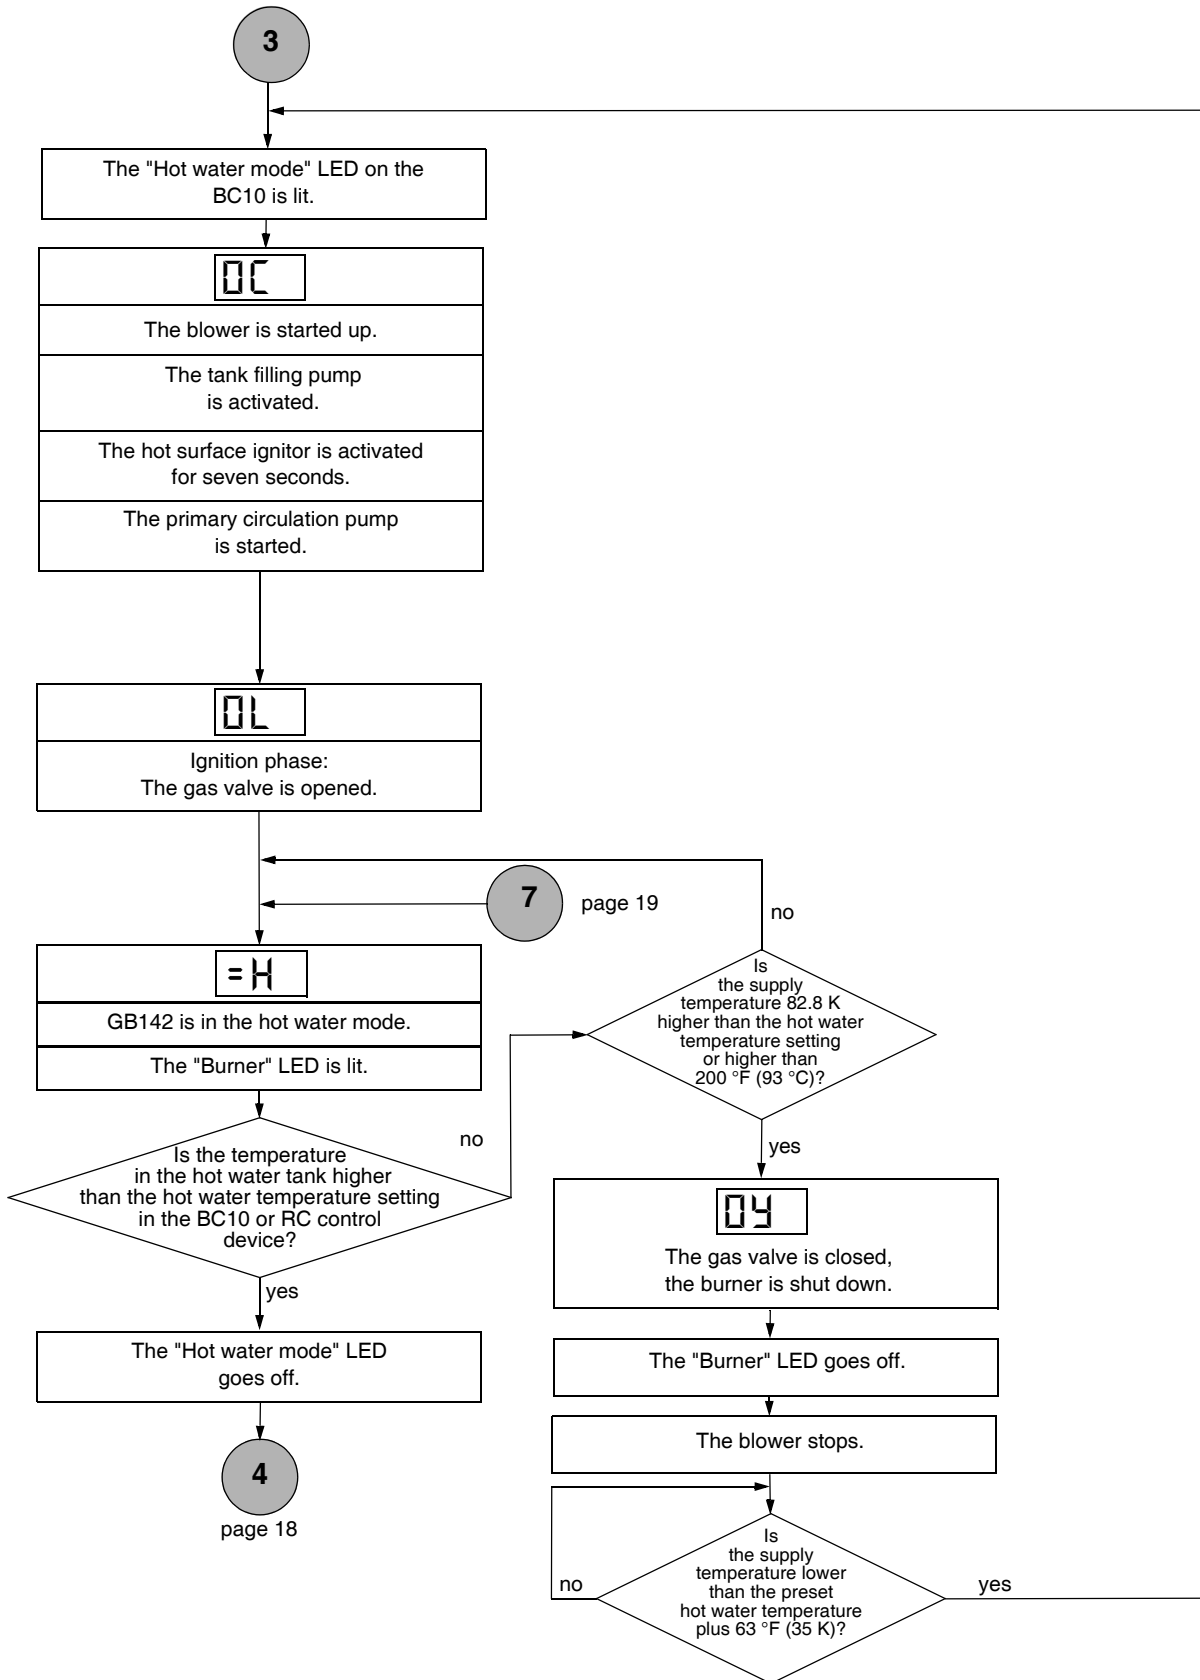 3
The "Hot water mode" LED on the
BC10 is lit.
0C
The blower is started up.
The tank filling pump
is activated.
The hot surface ignitor is activated
for seven seconds.
The primary circulation pump
is started.
0L
Ignition phase:
The gas valve is opened.
7
page 19
=H
GB142 is in the hot water mode.
The "Burner" LED is lit.
Is the temperature
in the hot water tank higher
than the hot water temperature setting
in the BC10 or RC control
device?
no
yes
The "Hot water mode" LED
goes off.
4
page 18
no
Is
the supply
temperature 82.8 K
higher than the hot water
temperature setting
or higher than
200 °F (93 °C)?
yes
0Y
The gas valve is closed,
the burner is shut down.
The "Burner" LED goes off.
The blower stops.
Is
the supply
temperature lower
than the preset
hot water temperature
plus 63 °F (35 K)?
no
yes